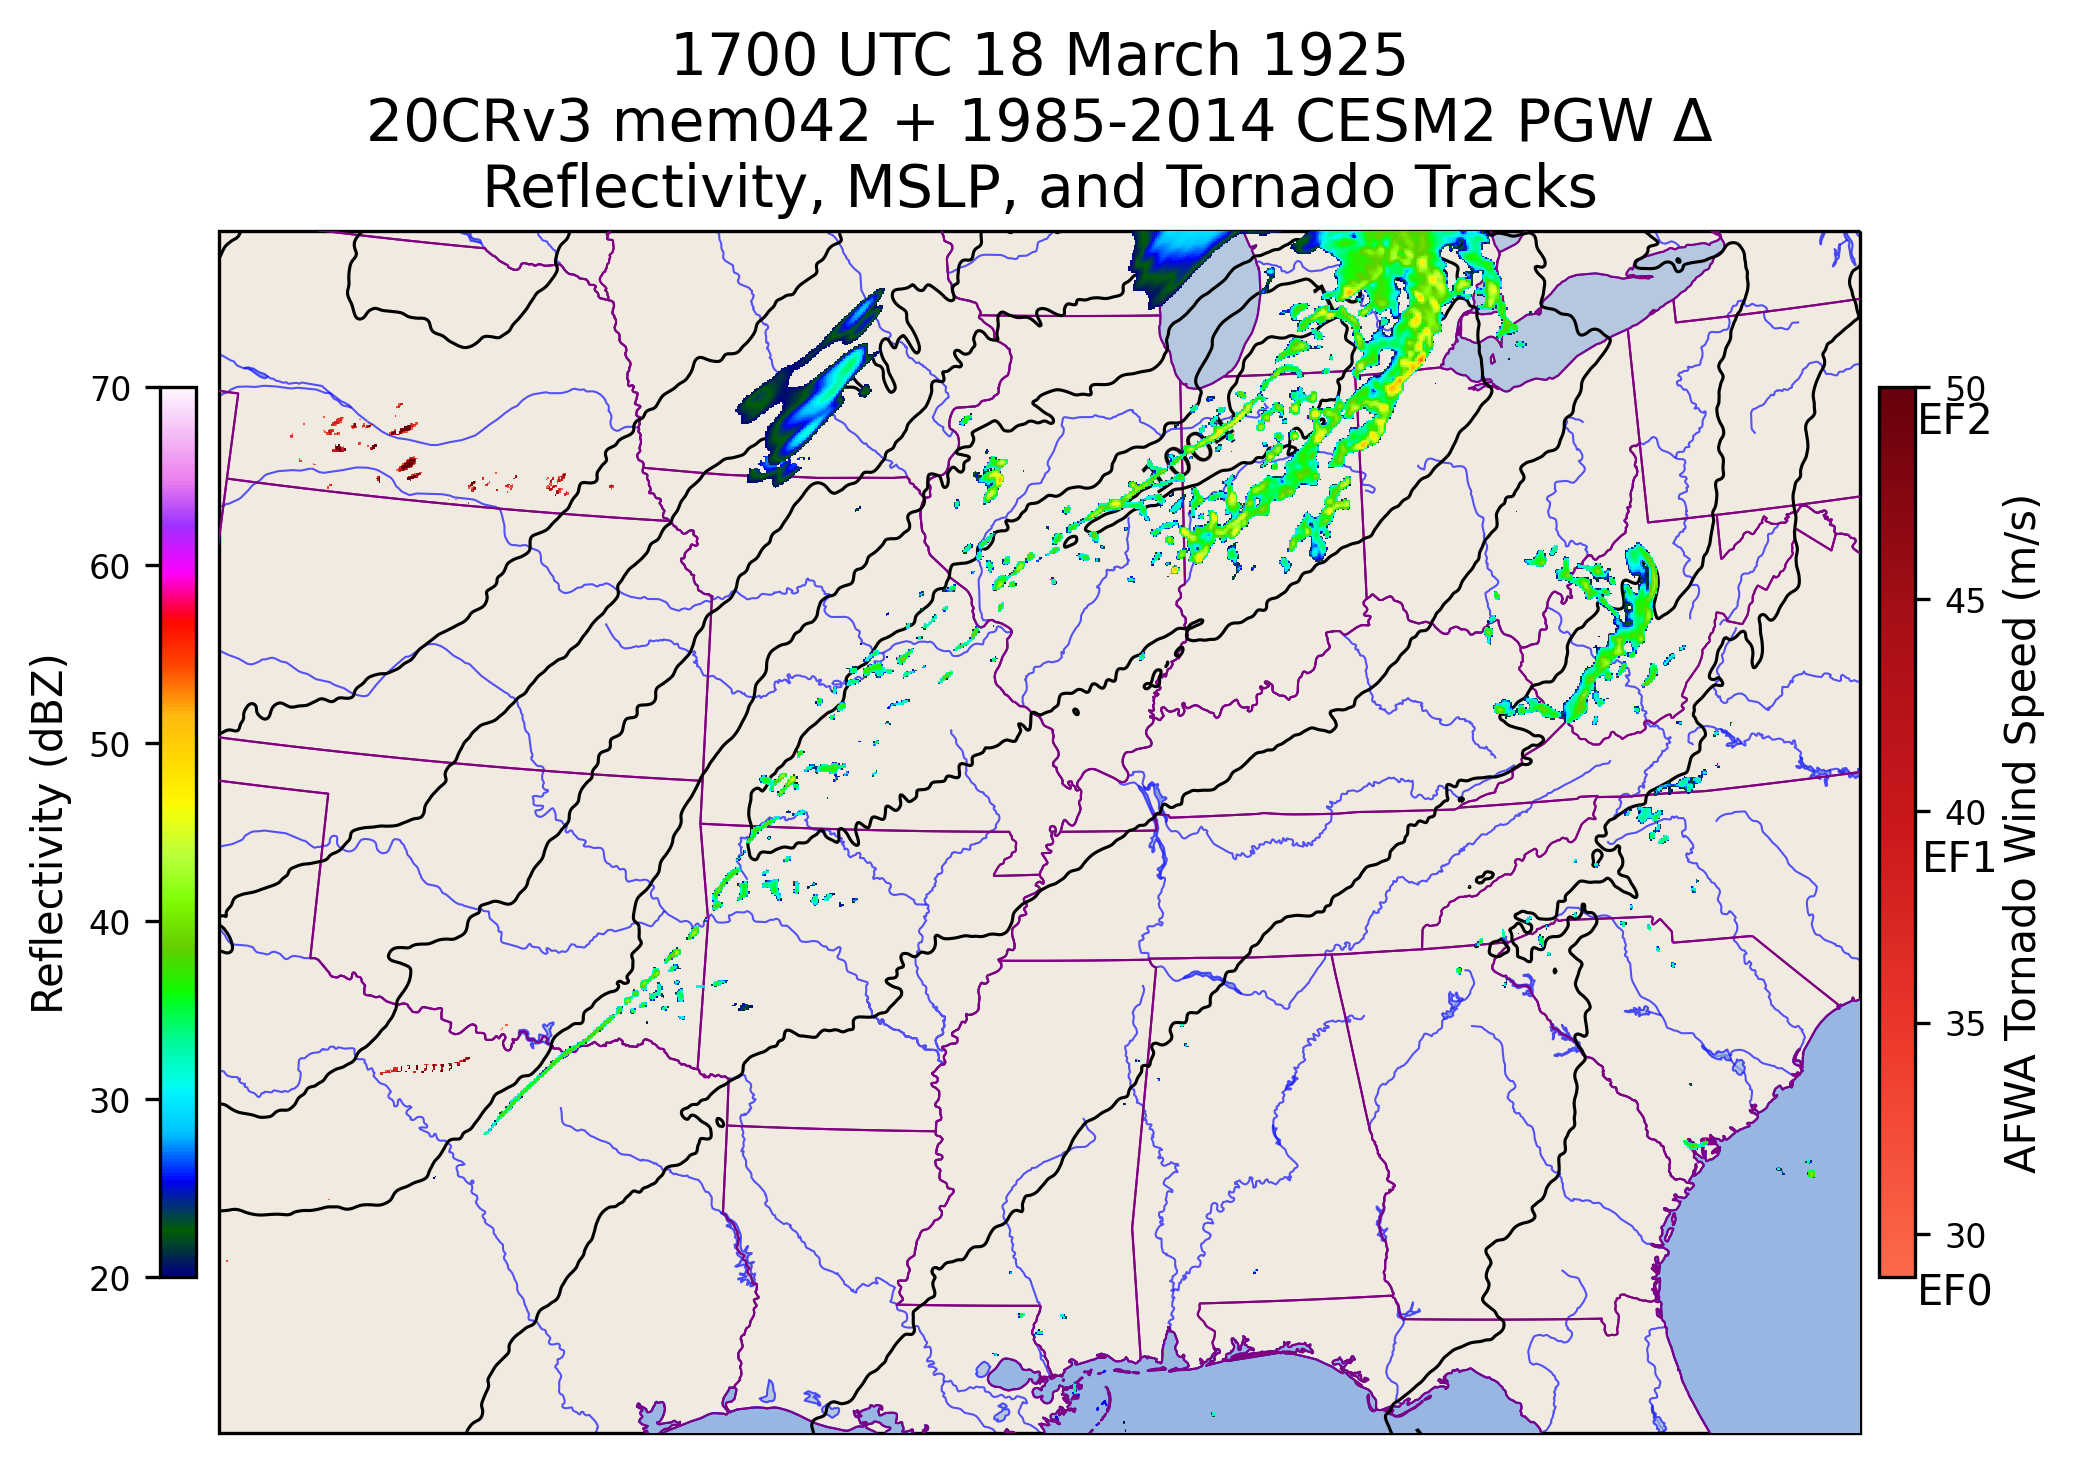 1700 UTC 18 March 1925
20CRv3 mem042 + 1985-2014 CESM2 PGW Δ
Reflectivity, MSLP, and Tornado Tracks
Reflectivity (dBZ)
70
60
50
40
30
20
AFWA Tornado Wind Speed (m/s)
50
EF2
45
40
EF1
35
30
EF0